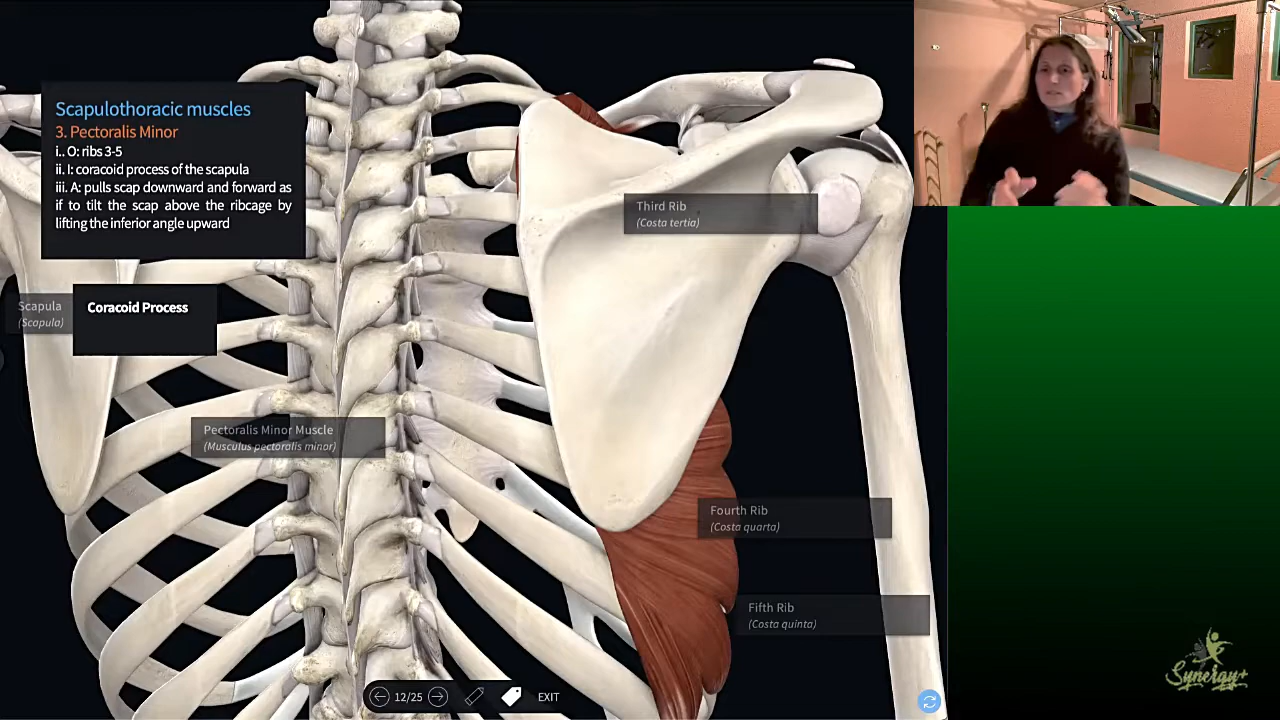 Scapulothoracic muscles
3. Pectoralis Minor
i.. O: ribs 3-5
ii. I: coracoid process of the scapula
iii. A: pulls scap downward and forward as
if to tilt the scap above the ribcage by
lifting the inferior angle upward
Third Rib
(Costa tertia)
Scapula
(Scapula)
Coracoid Process
Pectoralis Minor Muscle
(Musculus pectoralis minor)
Fourth Rib
(Costa quarta)
Fifth Rib
(Costa quinta)
12/25
EXIT
Synergy+